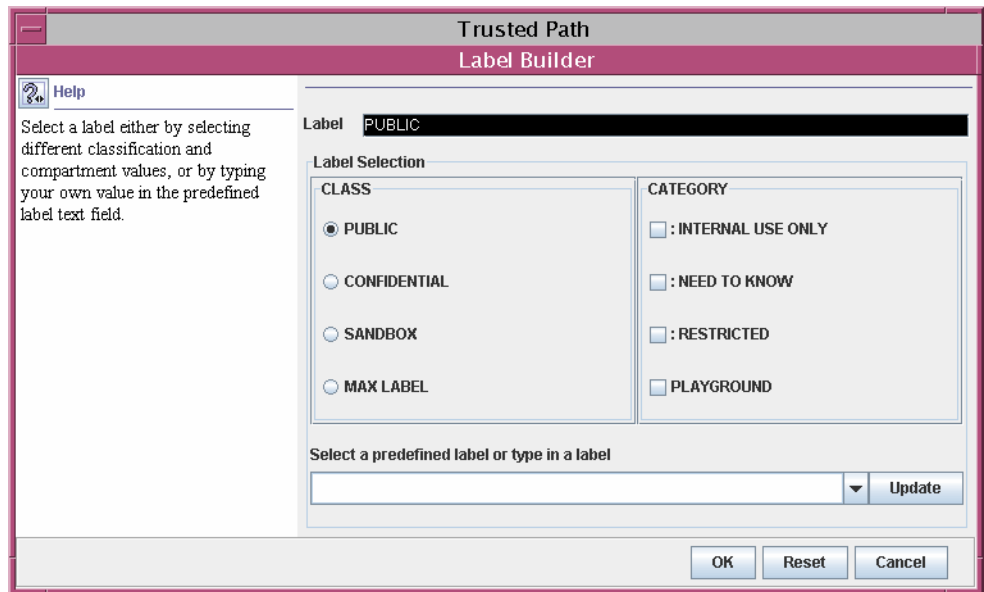 Trusted Path
Label Builder
Help
Select a label either by selecting
different classification and
compartment values, or by typing
your own value in the predefined
label text field.
Label PUBLIC
Label Selection
CLASS
PUBLIC
CONFIDENTIAL
SANDBOX
MAX LABEL
CATEGORY
: INTERNAL USE ONLY
: NEED TO KNOW
: RESTRICTED
PLAYGROUND
Select a predefined label or type in a label
Update
OK Reset Cancel